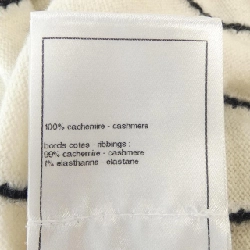 100% cachemire - cashmere
bords cotes - ribbings :
99% cachemire - cashmere
1% elasthanne - elastane